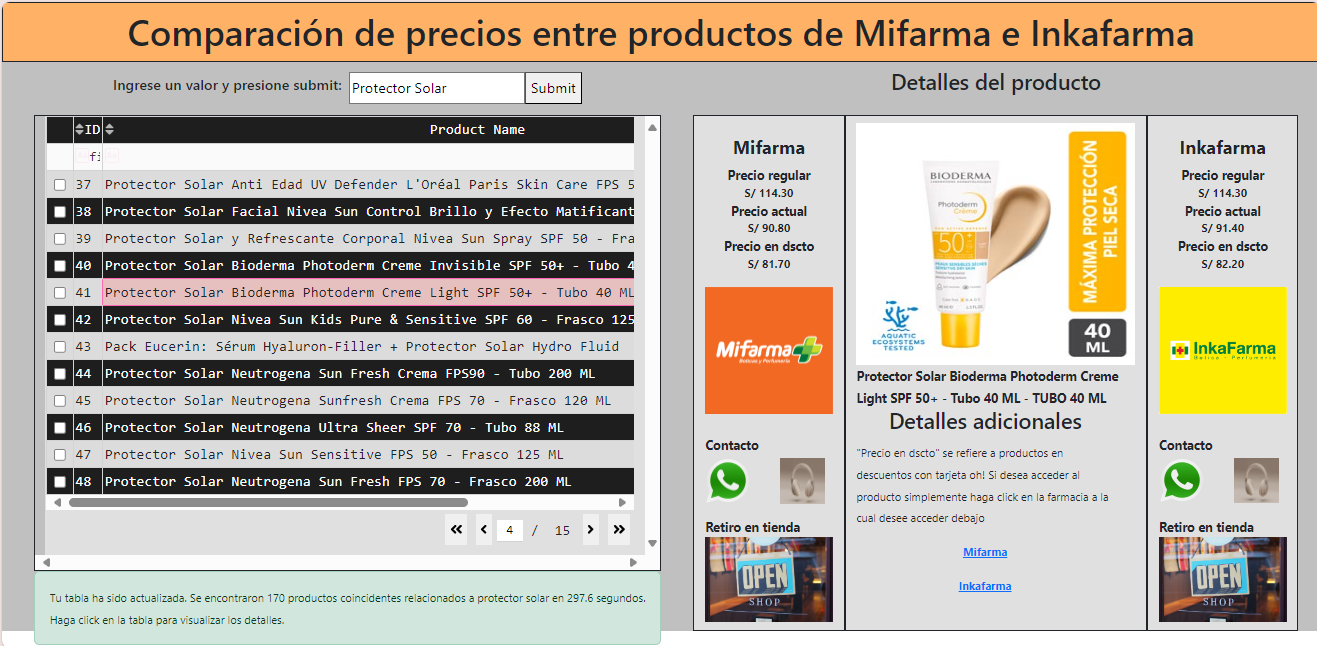 Comparación de precios entre productos de Mifarma e Inkafarma
Ingrese un valor y presione submit:
Protector Solar
Submit
ID
Product Name
37 Protector Solar Anti Edad UV Defender L'Oréal Paris Skin Care FPS 5
38 Protector Solar Facial Nivea Sun Control Brillo y Efecto Matificant
39 Protector Solar y Refrescante Corporal Nivea Sun Spray SPF 50 - Fra
40 Protector Solar Bioderma Photoderm Creme Invisible SPF 50+ - Tubo 4
41 Protector Solar Bioderma Photoderm Creme Light SPF 50+ - Tubo 40 ML
42 Protector Solar Nivea Sun Kids Pure & Sensitive SPF 60 - Frasco 125
43 Pack Eucerin: Sérum Hyaluron-Filler + Protector Solar Hydro Fluid
44 Protector Solar Neutrogena Sun Fresh Crema FPS90 - Tubo 200 ML
45 Protector Solar Neutrogena Sunfresh Crema FPS 70 - Frasco 120 ML
46 Protector Solar Neutrogena Ultra Sheer SPF 70 - Tubo 88 ML
47 Protector Solar Nivea Sun Sensitive FPS 50 - Frasco 125 ML
48 Protector Solar Neutrogena Sun Fresh FPS 70 - Frasco 200 ML
4 / 15
Tu tabla ha sido actualizada. Se encontraron 170 productos coincidentes relacionados a protector solar en 297.6 segundos.
Haga click en la tabla para visualizar los detalles.
Detalles del producto
Mifarma
Precio regular
S/ 114.30
Precio actual
S/ 90.80
Precio en dscto
S/ 81.70
Mifarma
Boticas y Perfumería
Contacto
Retiro en tienda
OPEN
SHOP
BIODERMA
Photoderm
Crème
50+
AQUATIC
ECOSYSTEMS
TESTED
MÁXIMA PROTECCIÓN
PIEL SECA
40
ML
Protector Solar Bioderma Photoderm Creme
Light SPF 50+ - Tubo 40 ML - TUBO 40 ML
Detalles adicionales
"Precio en dscto" se refiere a productos en
descuentos con tarjeta oh! Si desea acceder al
producto simplemente haga click en la farmacia a la
cual desee acceder debajo
Mifarma
Inkafarma
Inkafarma
Precio regular
S/ 114.30
Precio actual
S/ 91.40
Precio en dscto
S/ 82.20
InkaFarma
Botica - Perfumería
Contacto
Retiro en tienda
OPEN
SHOP